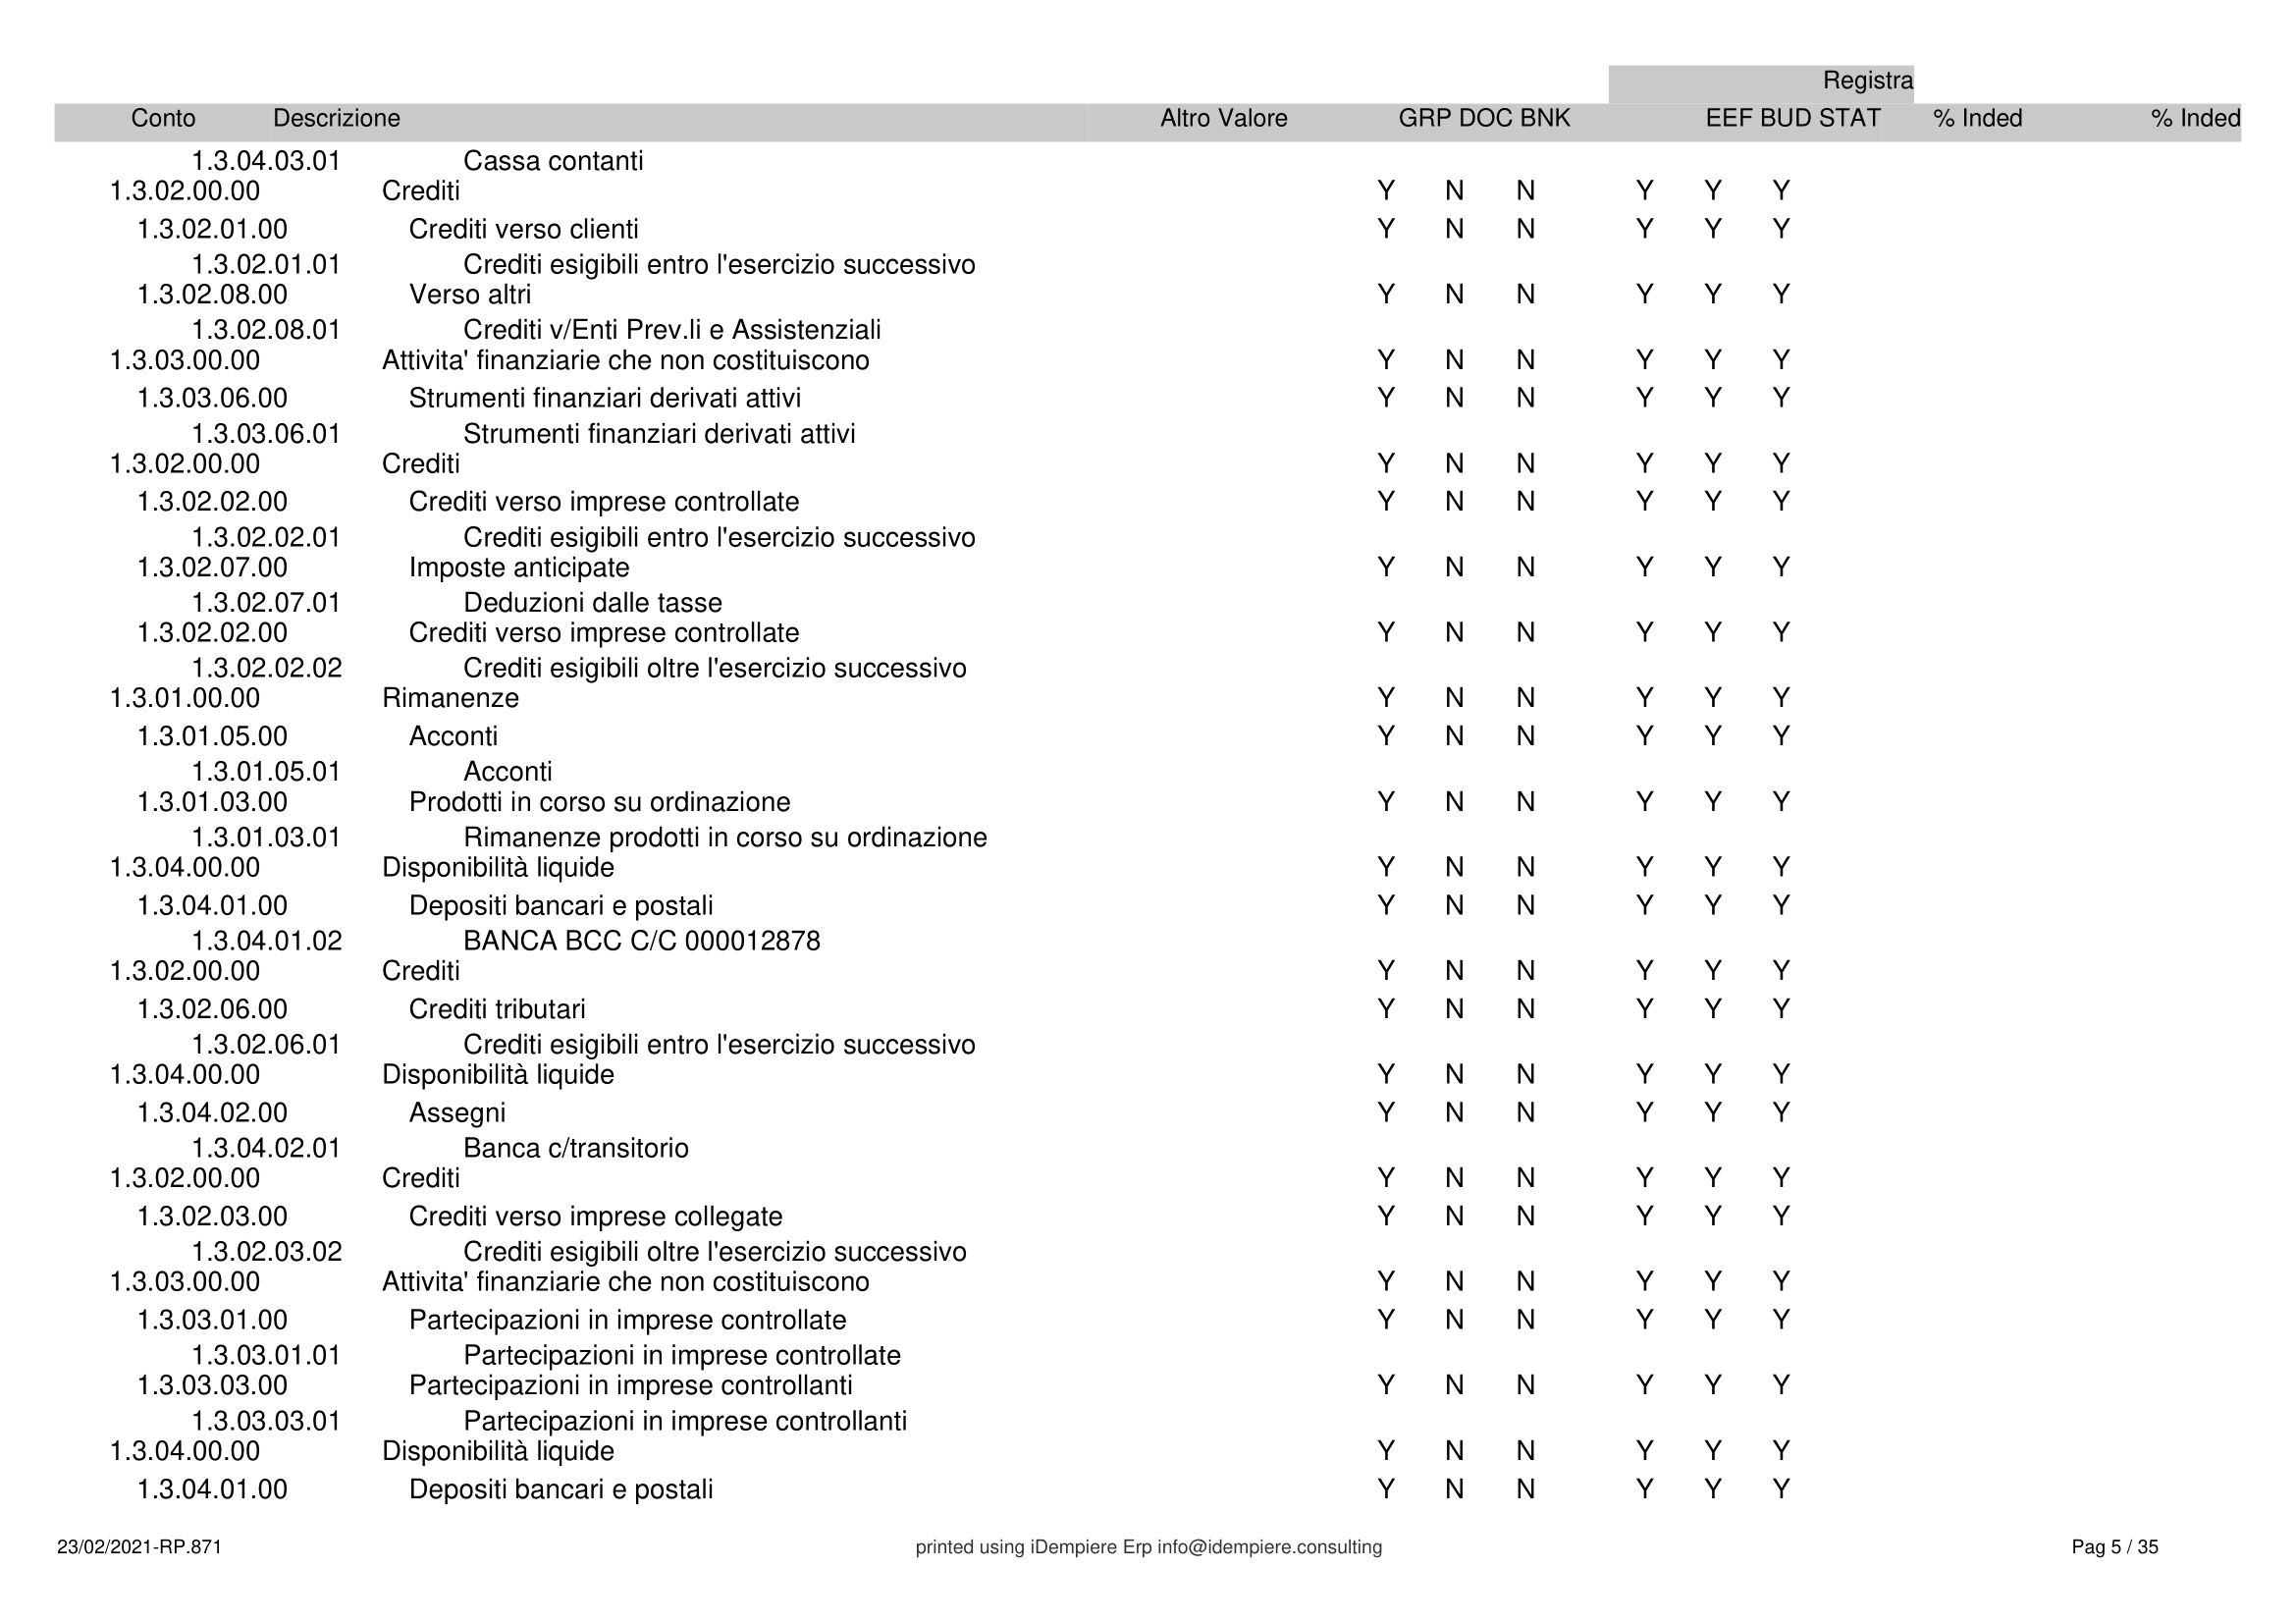 Registra
Conto Descrizione Altro Valore GRP DOC BNK EEF BUD STAT % Inded % Inded
1.3.04.03.01 Cassa contanti
1.3.02.00.00 Crediti Y N N Y Y Y
1.3.02.01.00 Crediti verso clienti Y N N Y Y Y
1.3.02.01.01 Crediti esigibili entro l'esercizio successivo
1.3.02.08.00 Verso altri Y N N Y Y Y
1.3.02.08.01 Crediti v/Enti Prev.li e Assistenziali
1.3.03.00.00 Attivita' finanziarie che non costituiscono Y N N Y Y Y
1.3.03.06.00 Strumenti finanziari derivati attivi Y N N Y Y Y
1.3.03.06.01 Strumenti finanziari derivati attivi
1.3.02.00.00 Crediti Y N N Y Y Y
1.3.02.02.00 Crediti verso imprese controllate Y N N Y Y Y
1.3.02.02.01 Crediti esigibili entro l'esercizio successivo
1.3.02.07.00 Imposte anticipate Y N N Y Y Y
1.3.02.07.01 Deduzioni dalle tasse
1.3.02.02.00 Crediti verso imprese controllate Y N N Y Y Y
1.3.02.02.02 Crediti esigibili oltre l'esercizio successivo
1.3.01.00.00 Rimanenze Y N N Y Y Y
1.3.01.05.00 Acconti Y N N Y Y Y
1.3.01.05.01 Acconti
1.3.01.03.00 Prodotti in corso su ordinazione Y N N Y Y Y
1.3.01.03.01 Rimanenze prodotti in corso su ordinazione
1.3.04.00.00 Disponibilità liquide Y N N Y Y Y
1.3.04.01.00 Depositi bancari e postali Y N N Y Y Y
1.3.04.01.02 BANCA BCC C/C 000012878
1.3.02.00.00 Crediti Y N N Y Y Y
1.3.02.06.00 Crediti tributari Y N N Y Y Y
1.3.02.06.01 Crediti esigibili entro l'esercizio successivo
1.3.04.00.00 Disponibilità liquide Y N N Y Y Y
1.3.04.02.00 Assegni Y N N Y Y Y
1.3.04.02.01 Banca c/transitorio
1.3.02.00.00 Crediti Y N N Y Y Y
1.3.02.03.00 Crediti verso imprese collegate Y N N Y Y Y
1.3.02.03.02 Crediti esigibili oltre l'esercizio successivo
1.3.03.00.00 Attivita' finanziarie che non costituiscono Y N N Y Y Y
1.3.03.01.00 Partecipazioni in imprese controllate Y N N Y Y Y
1.3.03.01.01 Partecipazioni in imprese controllate
1.3.03.03.00 Partecipazioni in imprese controllanti Y N N Y Y Y
1.3.03.03.01 Partecipazioni in imprese controllanti
1.3.04.00.00 Disponibilità liquide Y N N Y Y Y
1.3.04.01.00 Depositi bancari e postali Y N N Y Y Y
23/02/2021-RP.871 printed using iDempiere Erp info@idempiere.consulting Pag 5 / 35